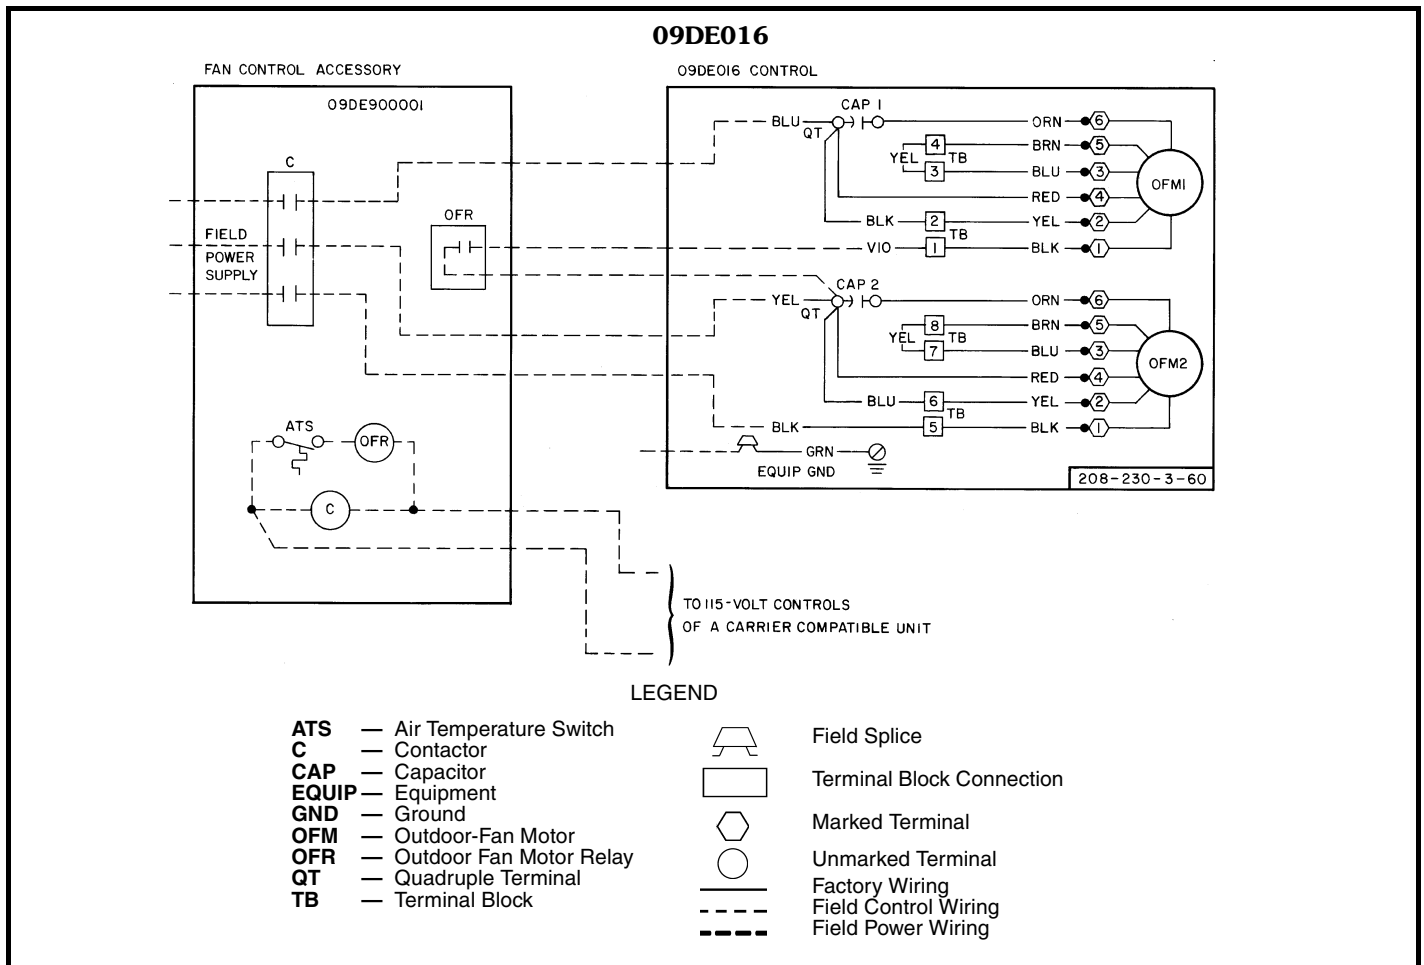 09DE016
FAN CONTROL ACCESSORY
09DE900001
C
FIELD
POWER
SUPPLY
OFR
ATS
OFR
C
09DE016 CONTROL
CAP 1
BLU
QT
ORN 6
4 BRN 5
YEL TB
3 BLU 3
OFM1
RED 4
BLK 2 YEL 2
TB
VIO 1 BLK 1
CAP 2
YEL
QT
ORN 6
8 BRN 5
YEL TB
7 BLU 3
OFM2
RED 4
BLU 6 YEL 2
TB
BLK 5 BLK 1
GRN
EQUIP GND
208-230-3-60
TO 115-VOLT CONTROLS
OF A CARRIER COMPATIBLE UNIT
LEGEND
ATS — Air Temperature Switch
C — Contactor
CAP — Capacitor
EQUIP — Equipment
GND — Ground
OFM — Outdoor-Fan Motor
OFR — Outdoor Fan Motor Relay
QT — Quadruple Terminal
TB — Terminal Block
Field Splice
Terminal Block Connection
Marked Terminal
Unmarked Terminal
Factory Wiring
Field Control Wiring
Field Power Wiring